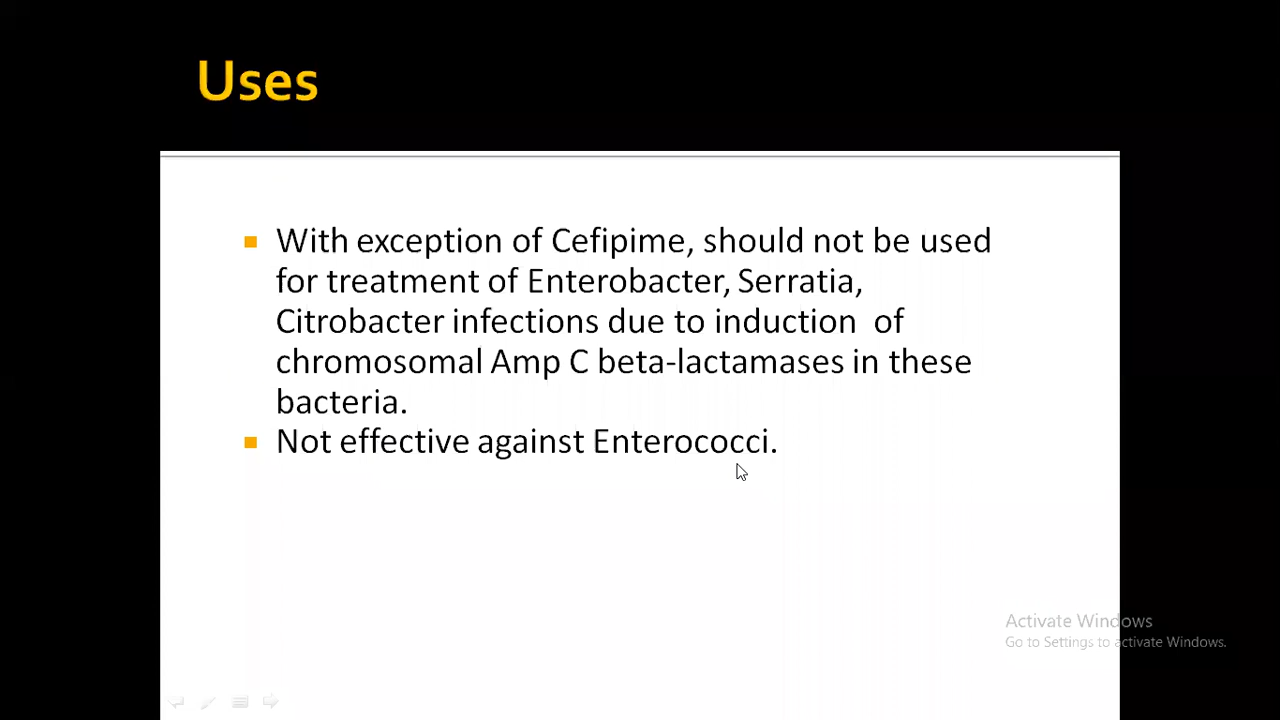 Uses
With exception of Cefipime, should not be used
for treatment of Enterobacter, Serratia,
Citrobacter infections due to induction of
chromosomal Amp C beta-lactamases in these
bacteria.
Not effective against Enterococci.
Activate Windows
Go to Settings to activate Windows.